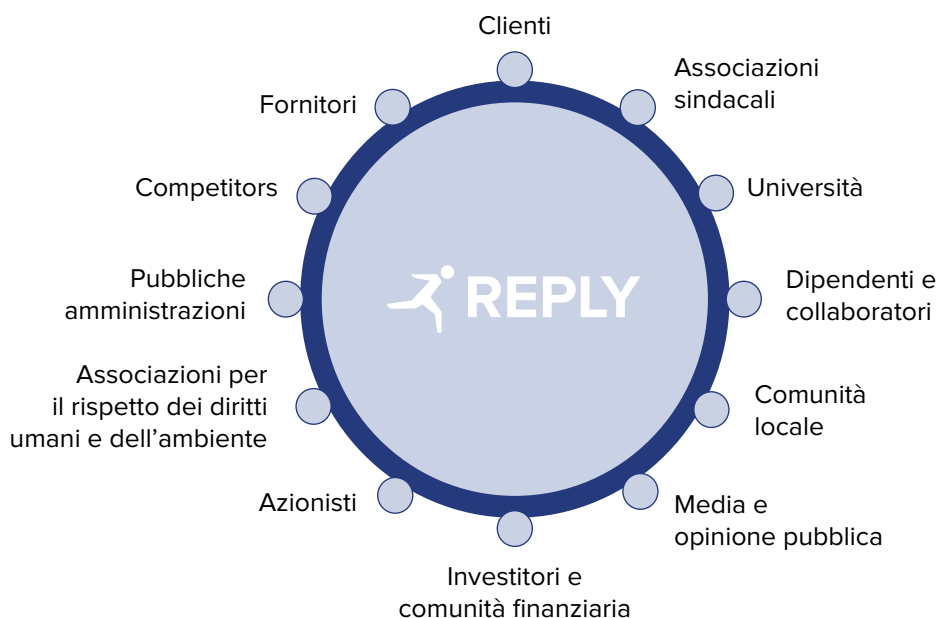 Clienti
Associazioni
sindacali
Fornitori
Competitors
Università
Pubbliche
amministrazioni
REPLY
Dipendenti e
collaboratori
Associazioni per
il rispetto dei diritti
umani e dell'ambiente
Comunità
locale
Azionisti
Media e
opinione pubblica
Investitori e
comunità finanziaria